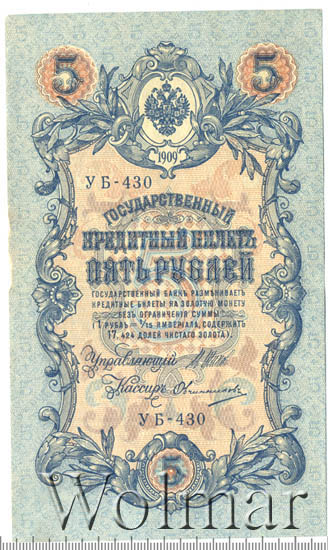 5 5
1909
УБ-430
ГОСУДАРСТВЕННЫЙ
КРЕДИТНЫЙ БИЛЕТЪ
ПЯТЬ РУБЛЕЙ
ГОСУДАРСТВЕННЫЙ БАНКЪ РАЗМѢНИВАЕТЪ
КРЕДИТНЫЕ БИЛЕТЫ НА ЗОЛОТУЮ МОНЕТУ
БЕЗЪ ОГРАНИЧЕНІЯ СУММЫ
(1 РУБЛЬ = 1/15 ИМПЕРІАЛА, СОДЕРЖИТЪ
17,424 ДОЛЕЙ ЧИСТАГО ЗОЛОТА).
Управляющій
Кассиръ Овчинниковъ
УБ-430
5
Wolmar
Wolmar